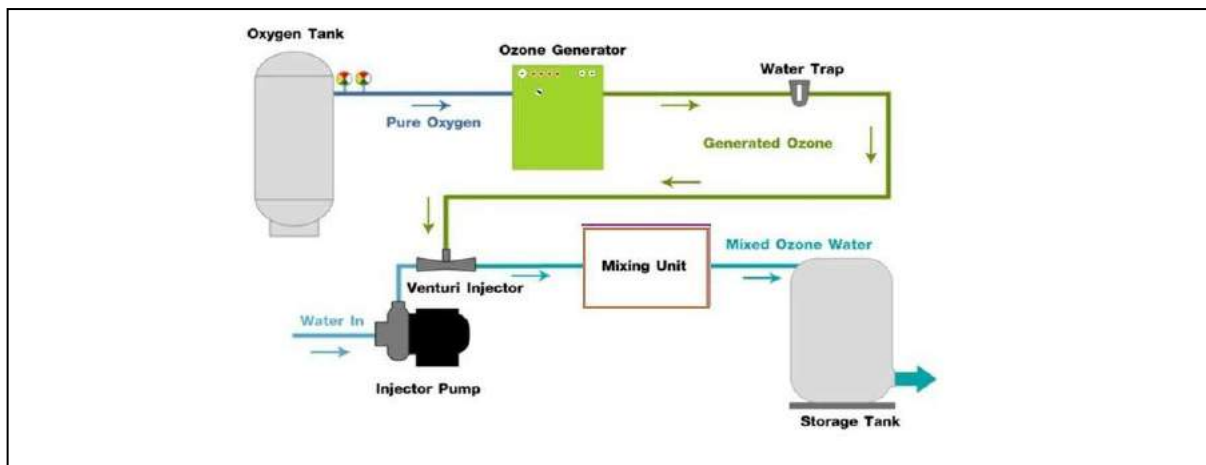 Oxygen Tank
Ozone Generator
Water Trap
Pure Oxygen
Generated Ozone
Mixed Ozone Water
Mixing Unit
Venturi Injector
Water In
Injector Pump
Storage Tank